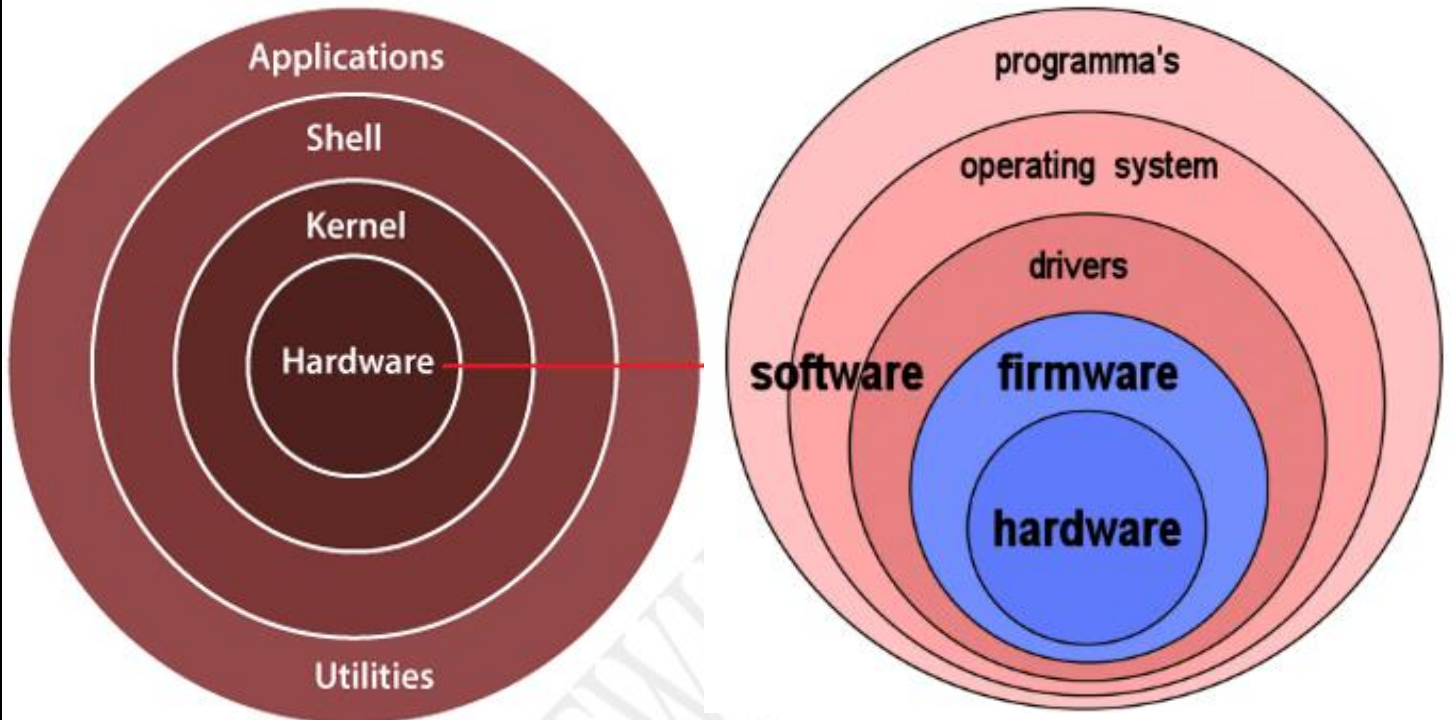 Applications
Shell
Kernel
Hardware
Utilities
programma's
operating system
drivers
software
firmware
hardware